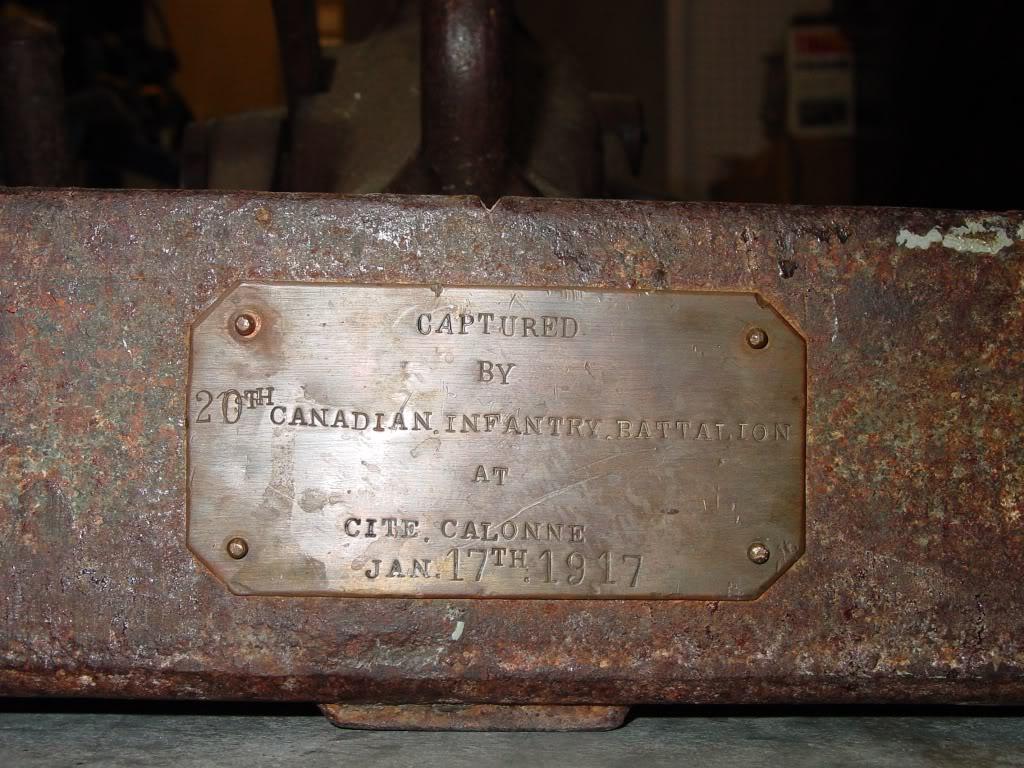 CAPTURED
BY
20TH CANADIAN. INFANTRY. BATTALION
AT
CITE. CALONNE
JAN. 17TH. 1917